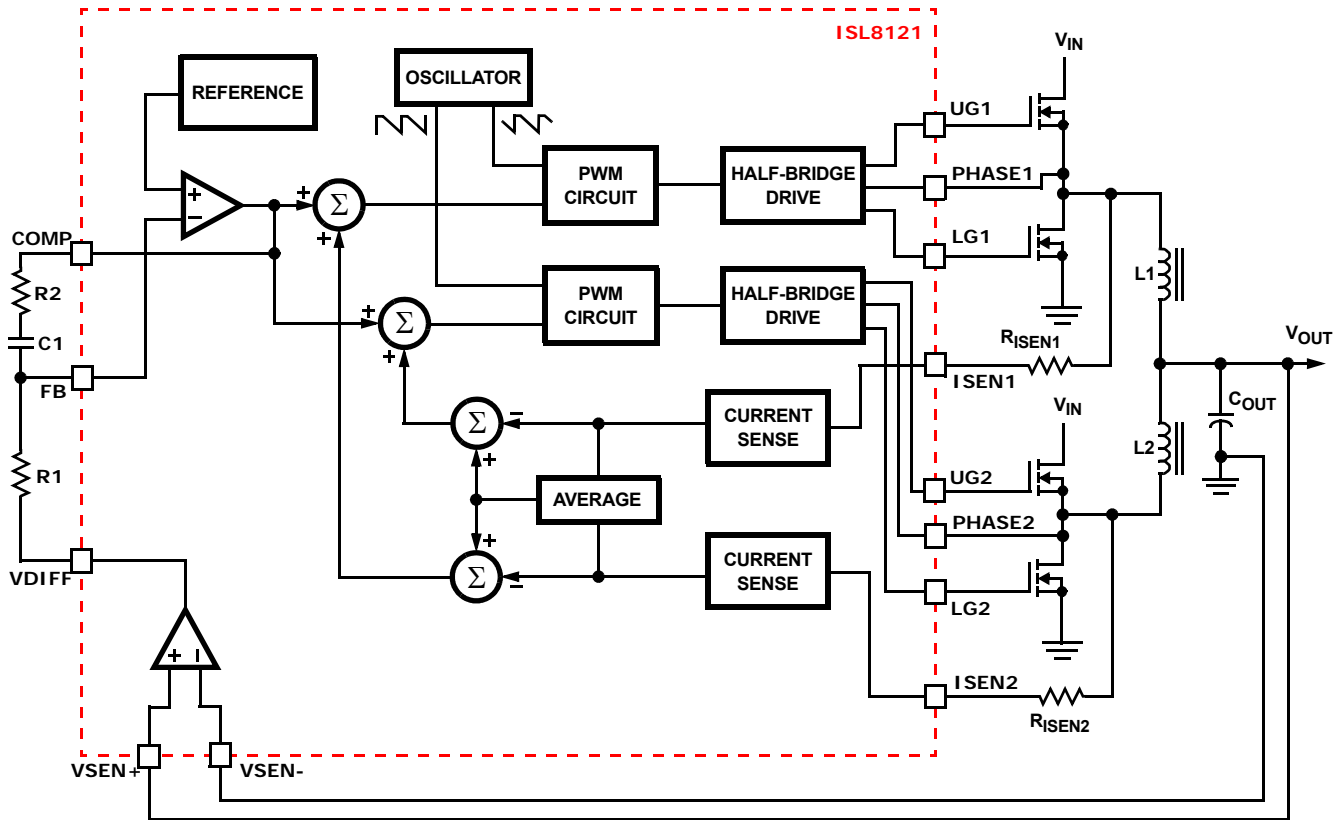 ISL8121
REFERENCE
OSCILLATOR
VIN
UG1
+
−
+
Σ
+
PWM
CIRCUIT
HALF-BRIDGE
DRIVE
PHASE1
LG1
COMP
R2
C1
FB
R1
VDIFF
+
Σ
+
PWM
CIRCUIT
HALF-BRIDGE
DRIVE
L1
RISEN1
ISEN1
VOUT
COUT
Σ
−
+
CURRENT
SENSE
VIN
L2
AVERAGE
UG2
PHASE2
+
Σ
−
CURRENT
SENSE
LG2
+ −
ISEN2
RISEN2
VSEN+
VSEN-